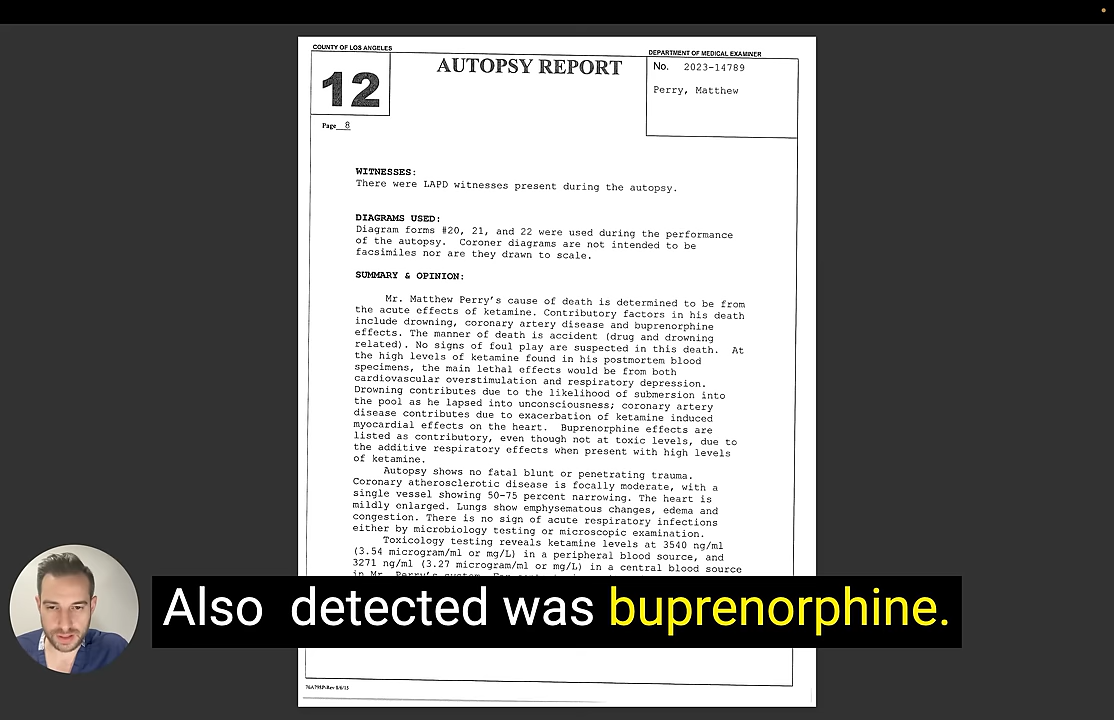 COUNTY OF LOS ANGELES
DEPARTMENT OF MEDICAL EXAMINER
12
AUTOPSY REPORT
No. 2023-14789
Perry, Matthew
Page 8
WITNESSES:
There were LAPD witnesses present during the autopsy.
DIAGRAMS USED:
Diagram forms #20, 21, and 22 were used during the performance
of the autopsy. Coroner diagrams are not intended to be
facsimiles nor are they drawn to scale.
SUMMARY & OPINION:
Mr. Matthew Perry's cause of death is determined to be from
the acute effects of ketamine. Contributory factors in his death
include drowning, coronary artery disease and buprenorphine
effects. The manner of death is accident (drug and drowning
related). No signs of foul play are suspected in this death. At
the high levels of ketamine found in his postmortem blood
specimens, the main lethal effects would be from both
cardiovascular overstimulation and respiratory depression.
Drowning contributes due to the likelihood of submersion into
the pool as he lapsed into unconsciousness; coronary artery
disease contributes due to exacerbation of ketamine induced
myocardial effects on the heart. Buprenorphine effects are
listed as contributory, even though not at toxic levels, due to
the additive respiratory effects when present with high levels
of ketamine.
Autopsy shows no fatal blunt or penetrating trauma.
Coronary atherosclerotic disease is focally moderate, with a
single vessel showing 50-75 percent narrowing. The heart is
mildly enlarged. Lungs show emphysematous changes, edema and
congestion. There is no sign of acute respiratory infections
either by microbiology testing or microscopic examination.
Toxicology testing reveals ketamine levels at 3540 ng/ml
(3.54 microgram/ml or mg/L) in a peripheral blood source, and
3271 ng/ml (3.27 microgram/ml or mg/L) in a central blood source
in Mr. Perry's system.
Also detected was buprenorphine.
76A795P-Rev 8/6/15